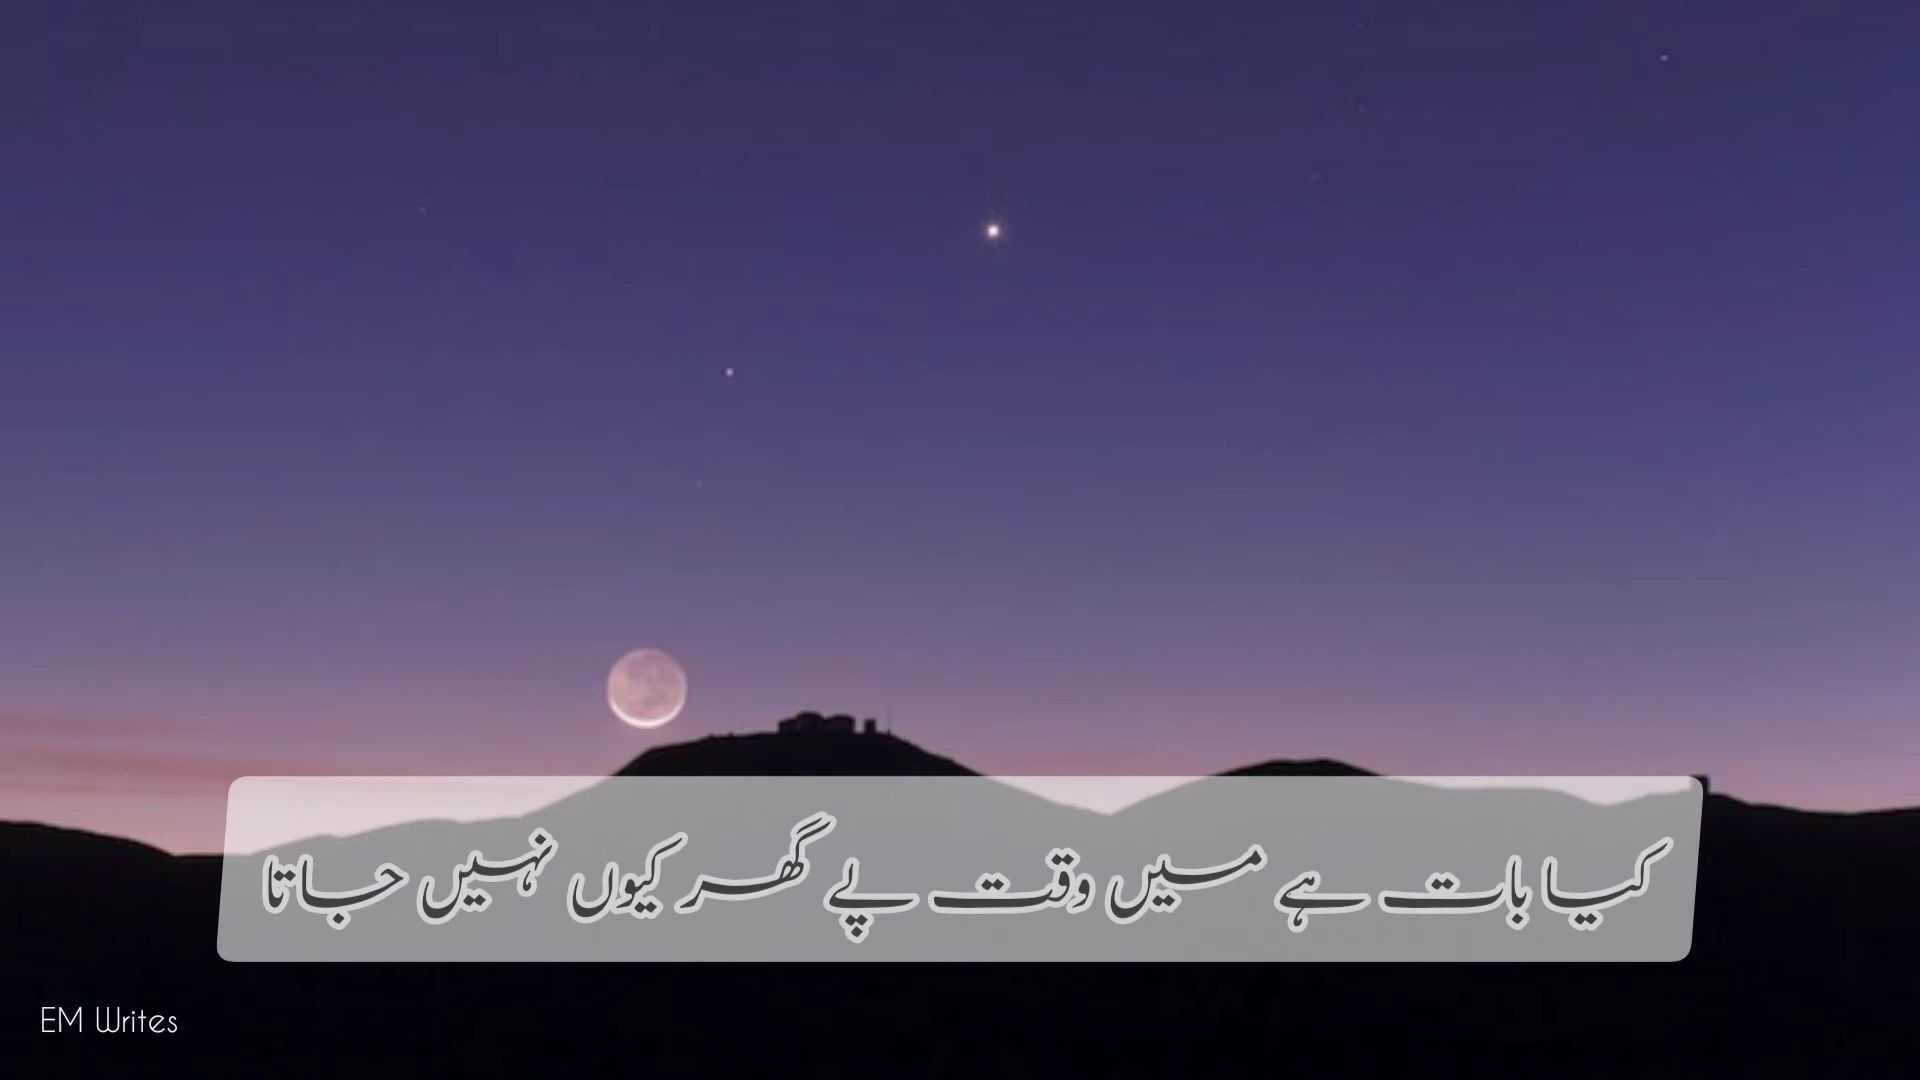 کیا بات ہے میں وقت پے گھر کیوں نہیں جاتا
EM Writes